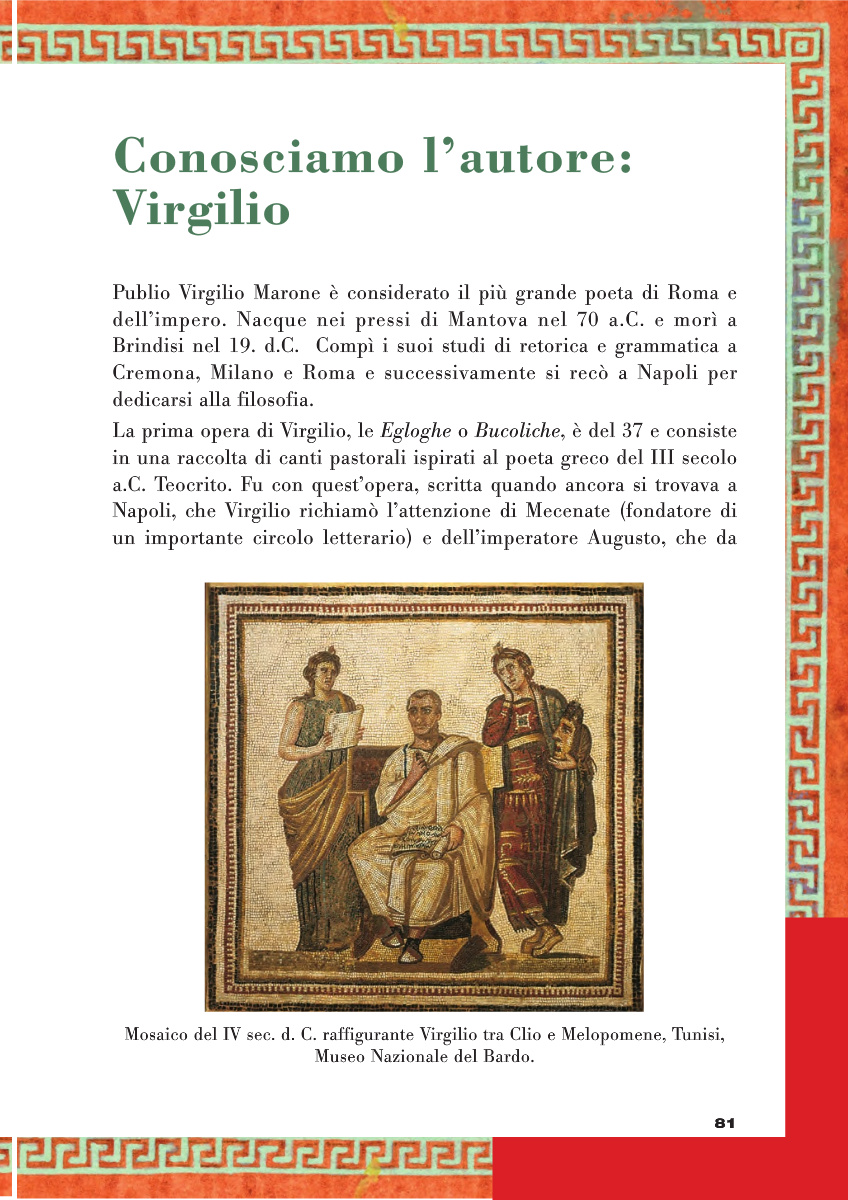 Conosciamo l'autore:
Virgilio
Publio Virgilio Marone è considerato il più grande poeta di Roma e
dell'impero. Nacque nei pressi di Mantova nel 70 a.C. e morì a
Brindisi nel 19. d.C. Compì i suoi studi di retorica e grammatica a
Cremona, Milano e Roma e successivamente si recò a Napoli per
dedicarsi alla filosofia.
La prima opera di Virgilio, le Egloghe o Bucoliche, è del 37 e consiste
in una raccolta di canti pastorali ispirati al poeta greco del III secolo
a.C. Teocrito. Fu con quest'opera, scritta quando ancora si trovava a
Napoli, che Virgilio richiamò l'attenzione di Mecenate (fondatore di
un importante circolo letterario) e dell'imperatore Augusto, che da
Mosaico del IV sec. d. C. raffigurante Virgilio tra Clio e Melopomene, Tunisi,
Museo Nazionale del Bardo.
81